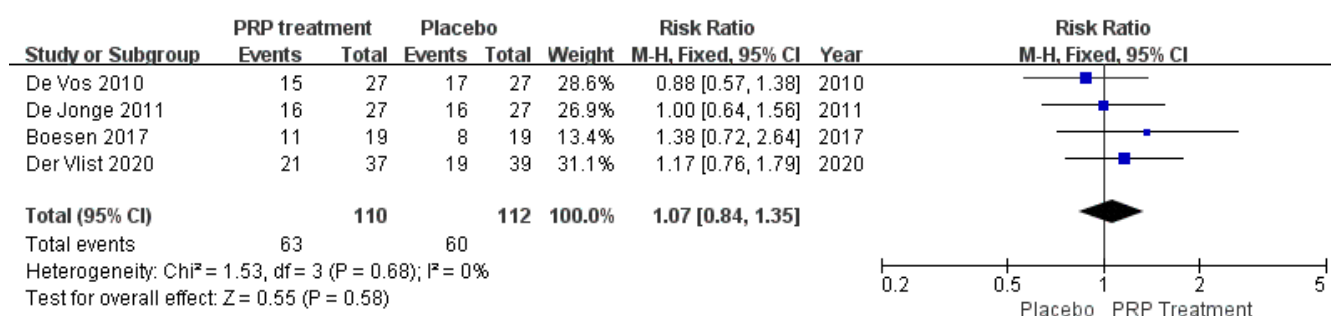 PRP treatment Placebo Risk Ratio Risk Ratio
Study or Subgroup Events Total Events Total Weight M-H, Fixed, 95% CI Year M-H, Fixed, 95% CI
De Vos 2010 15 27 17 27 28.6% 0.88 [0.57, 1.38] 2010
De Jonge 2011 16 27 16 27 26.9% 1.00 [0.64, 1.56] 2011
Boesen 2017 11 19 8 19 13.4% 1.38 [0.72, 2.64] 2017
Der Vlist 2020 21 37 19 39 31.1% 1.17 [0.76, 1.79] 2020
Total (95% CI) 110 112 100.0% 1.07 [0.84, 1.35]
Total events 63 60
Heterogeneity: Chi² = 1.53, df = 3 (P = 0.68); I² = 0%
Test for overall effect: Z = 0.55 (P = 0.58)
0.2 0.5 1 2 5
Placebo PRP Treatment